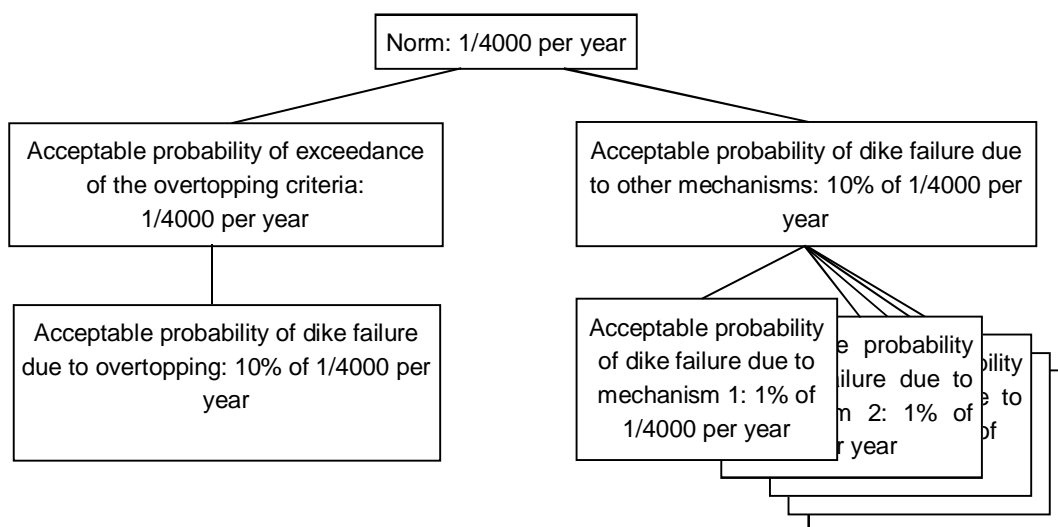 Norm: 1/4000 per year
Acceptable probability of exceedance
of the overtopping criteria:
1/4000 per year
Acceptable probability of dike failure due
to other mechanisms: 10% of 1/4000 per
year
Acceptable probability of dike failure
due to overtopping: 10% of 1/4000 per
year
Acceptable probability
of dike failure due to
mechanism 1: 1% of
1/4000 per year
probability
due to
2: 1% of
year
to
of